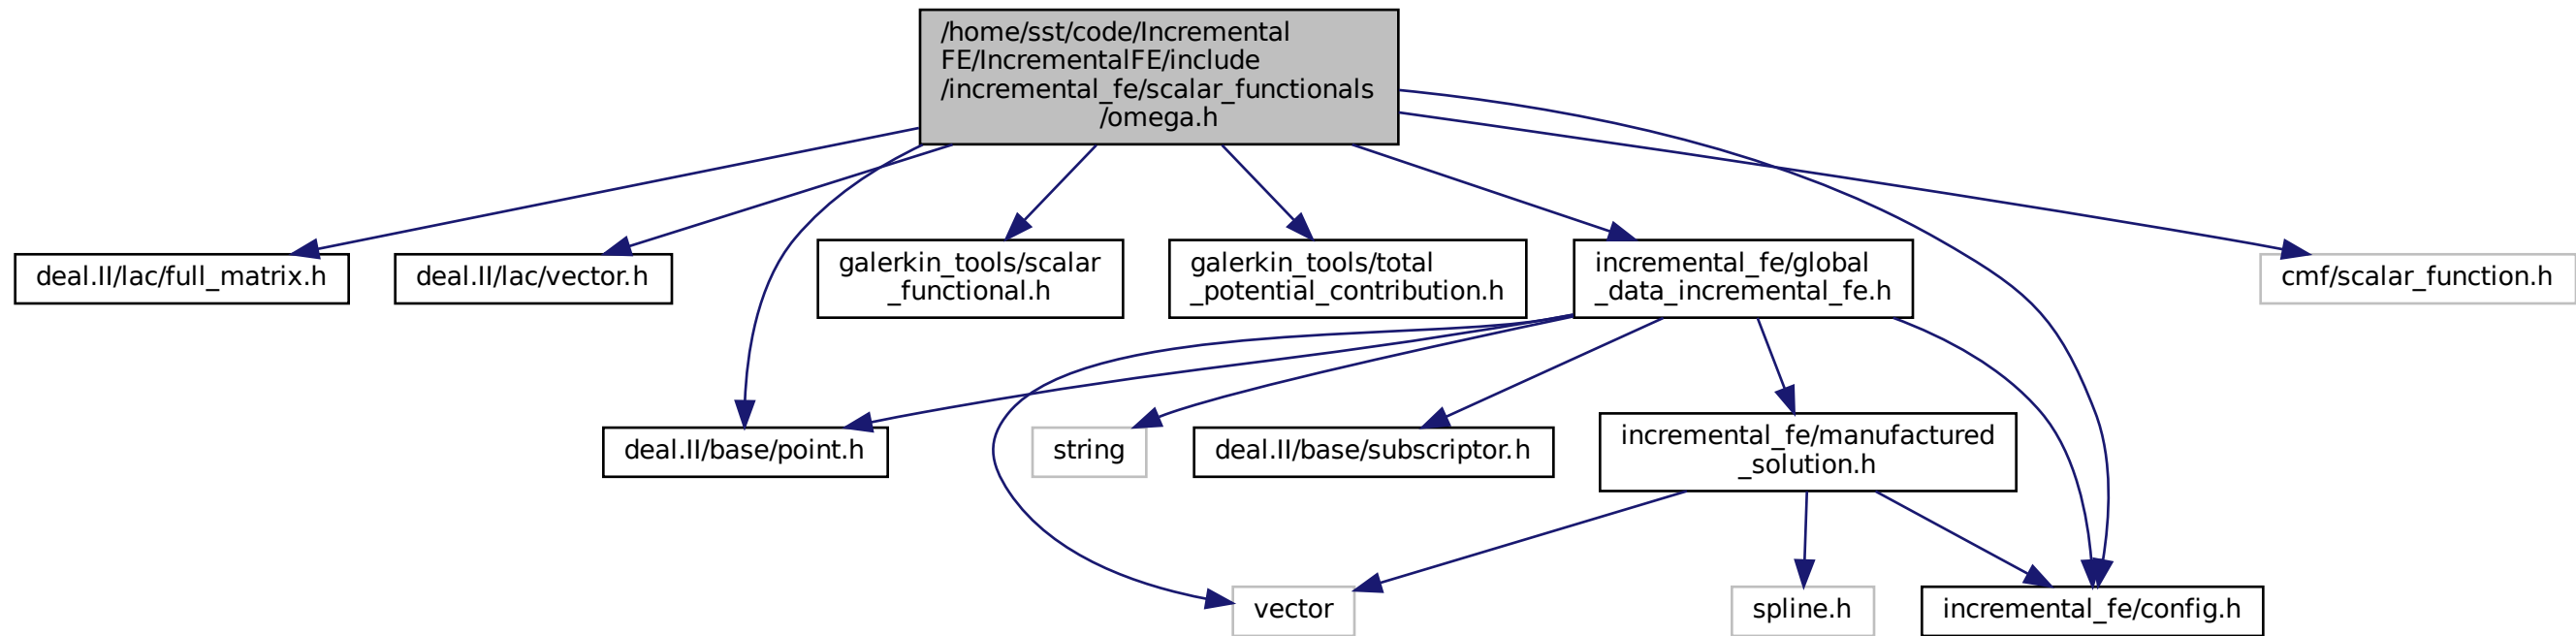 /home/sst/code/Incremental
FE/IncrementalFE/include
/incremental_fe/scalar_functionals
/omega.h
deal.II/lac/full_matrix.h
deal.II/lac/vector.h
galerkin_tools/scalar
_functional.h
galerkin_tools/total
_potential_contribution.h
incremental_fe/global
_data_incremental_fe.h
cmf/scalar_function.h
deal.II/base/point.h
string
deal.II/base/subscriptor.h
incremental_fe/manufactured
_solution.h
vector
spline.h
incremental_fe/config.h